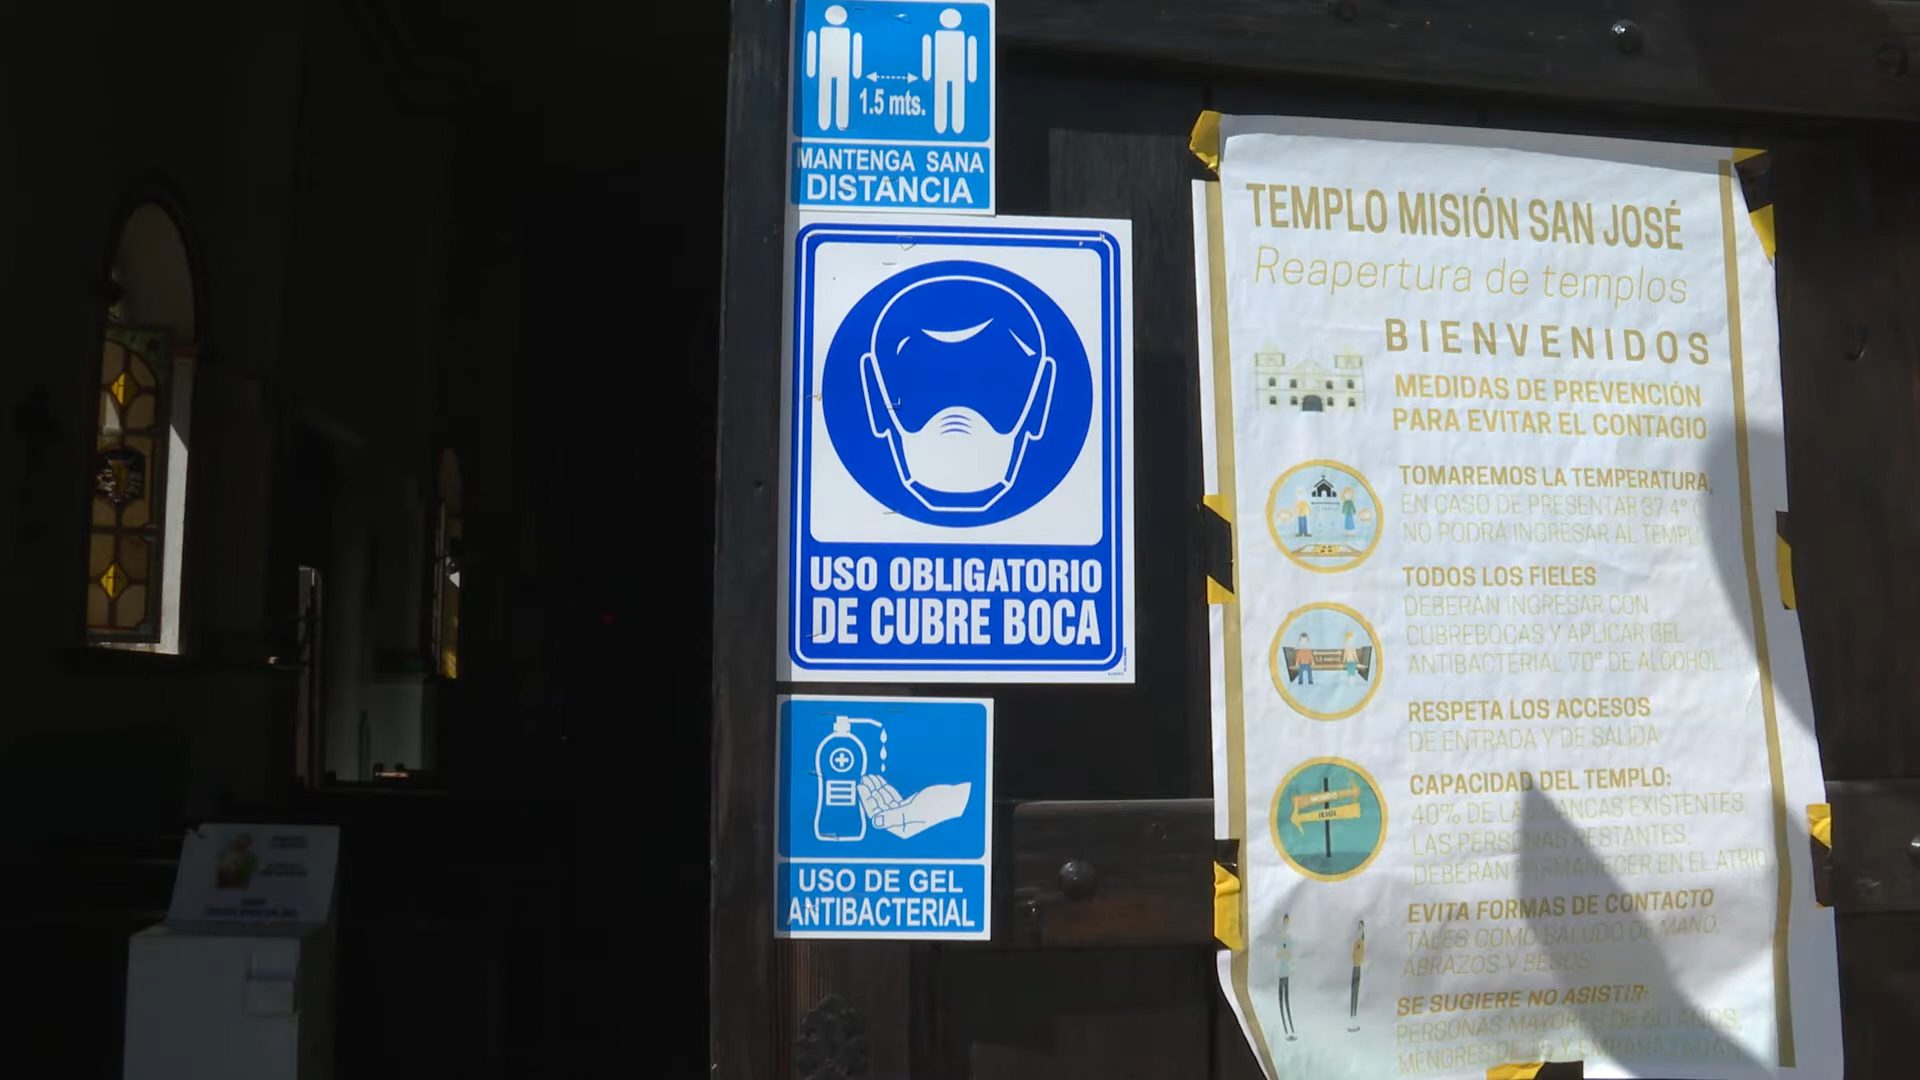 1.5 mts.
MANTENGA SANA
DISTANCIA
USO OBLIGATORIO
DE CUBRE BOCA
USO DE GEL
ANTIBACTERIAL
TEMPLO MISIÓN SAN JOSÉ
Reapertura de templos
BIENVENIDOS
MEDIDAS DE PREVENCIÓN
PARA EVITAR EL CONTAGIO
TOMAREMOS LA TEMPERATURA,
EN CASO DE PRESENTAR 37.4°
NO PODRÁ INGRESAR AL
TODOS LOS FIELES
DEBERÁN INGRESAR CON
CUBREBOCAS Y APLICAR GEL
ANTIBACTERIAL 70° DE ALCOHOL
RESPETA LOS ACCESOS
DE ENTRADA Y DE SALIDA
CAPACIDAD DEL TEMPLO:
40% DE LAS BANCAS EXISTENTES,
LAS PERSONAS RESTANTES,
DEBERÁN PERMANECER EN EL ATRIO
EVITA FORMAS DE CONTACTO
TALES COMO SALUDO DE MANO,
ABRAZOS Y BESOS
SE SUGIERE NO ASISTIR:
PERSONAS MAYORES DE 60 AÑOS,
MENORES DE Y
MUNDO
JESÚS